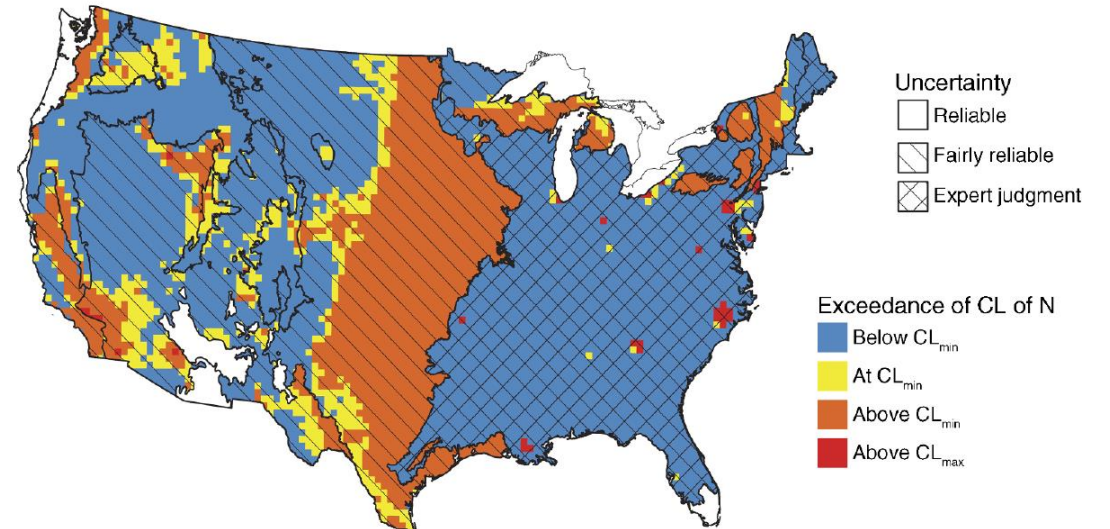 Uncertainty
Reliable
Fairly reliable
Expert judgment
Exceedance of CL of N
Below CLmin
At CLmin
Above CLmin
Above CLmax